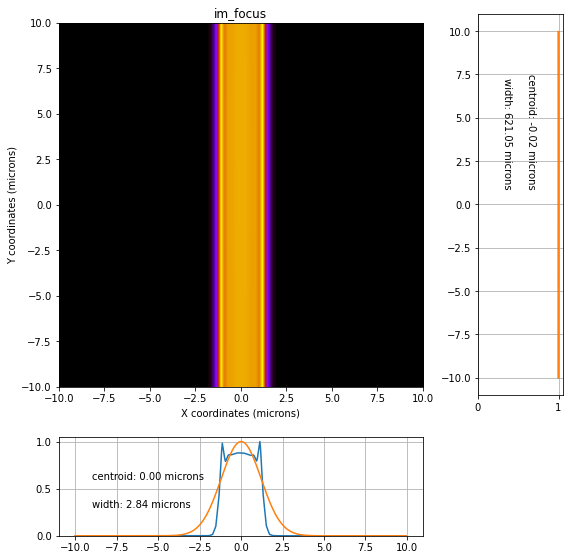 im_focus
10.0
7.5
5.0
2.5
0.0
−2.5
−5.0
−7.5
−10.0
Y coordinates (microns)
−10.0 −7.5 −5.0 −2.5 0.0 2.5 5.0 7.5 10.0
X coordinates (microns)
10.0
7.5
5.0
2.5
0.0
−2.5
−5.0
−7.5
−10.0
0 1
centroid: -0.02 microns
width: 621.05 microns
1.0
0.5
0.0
centroid: 0.00 microns
width: 2.84 microns
−10.0 −7.5 −5.0 −2.5 0.0 2.5 5.0 7.5 10.0